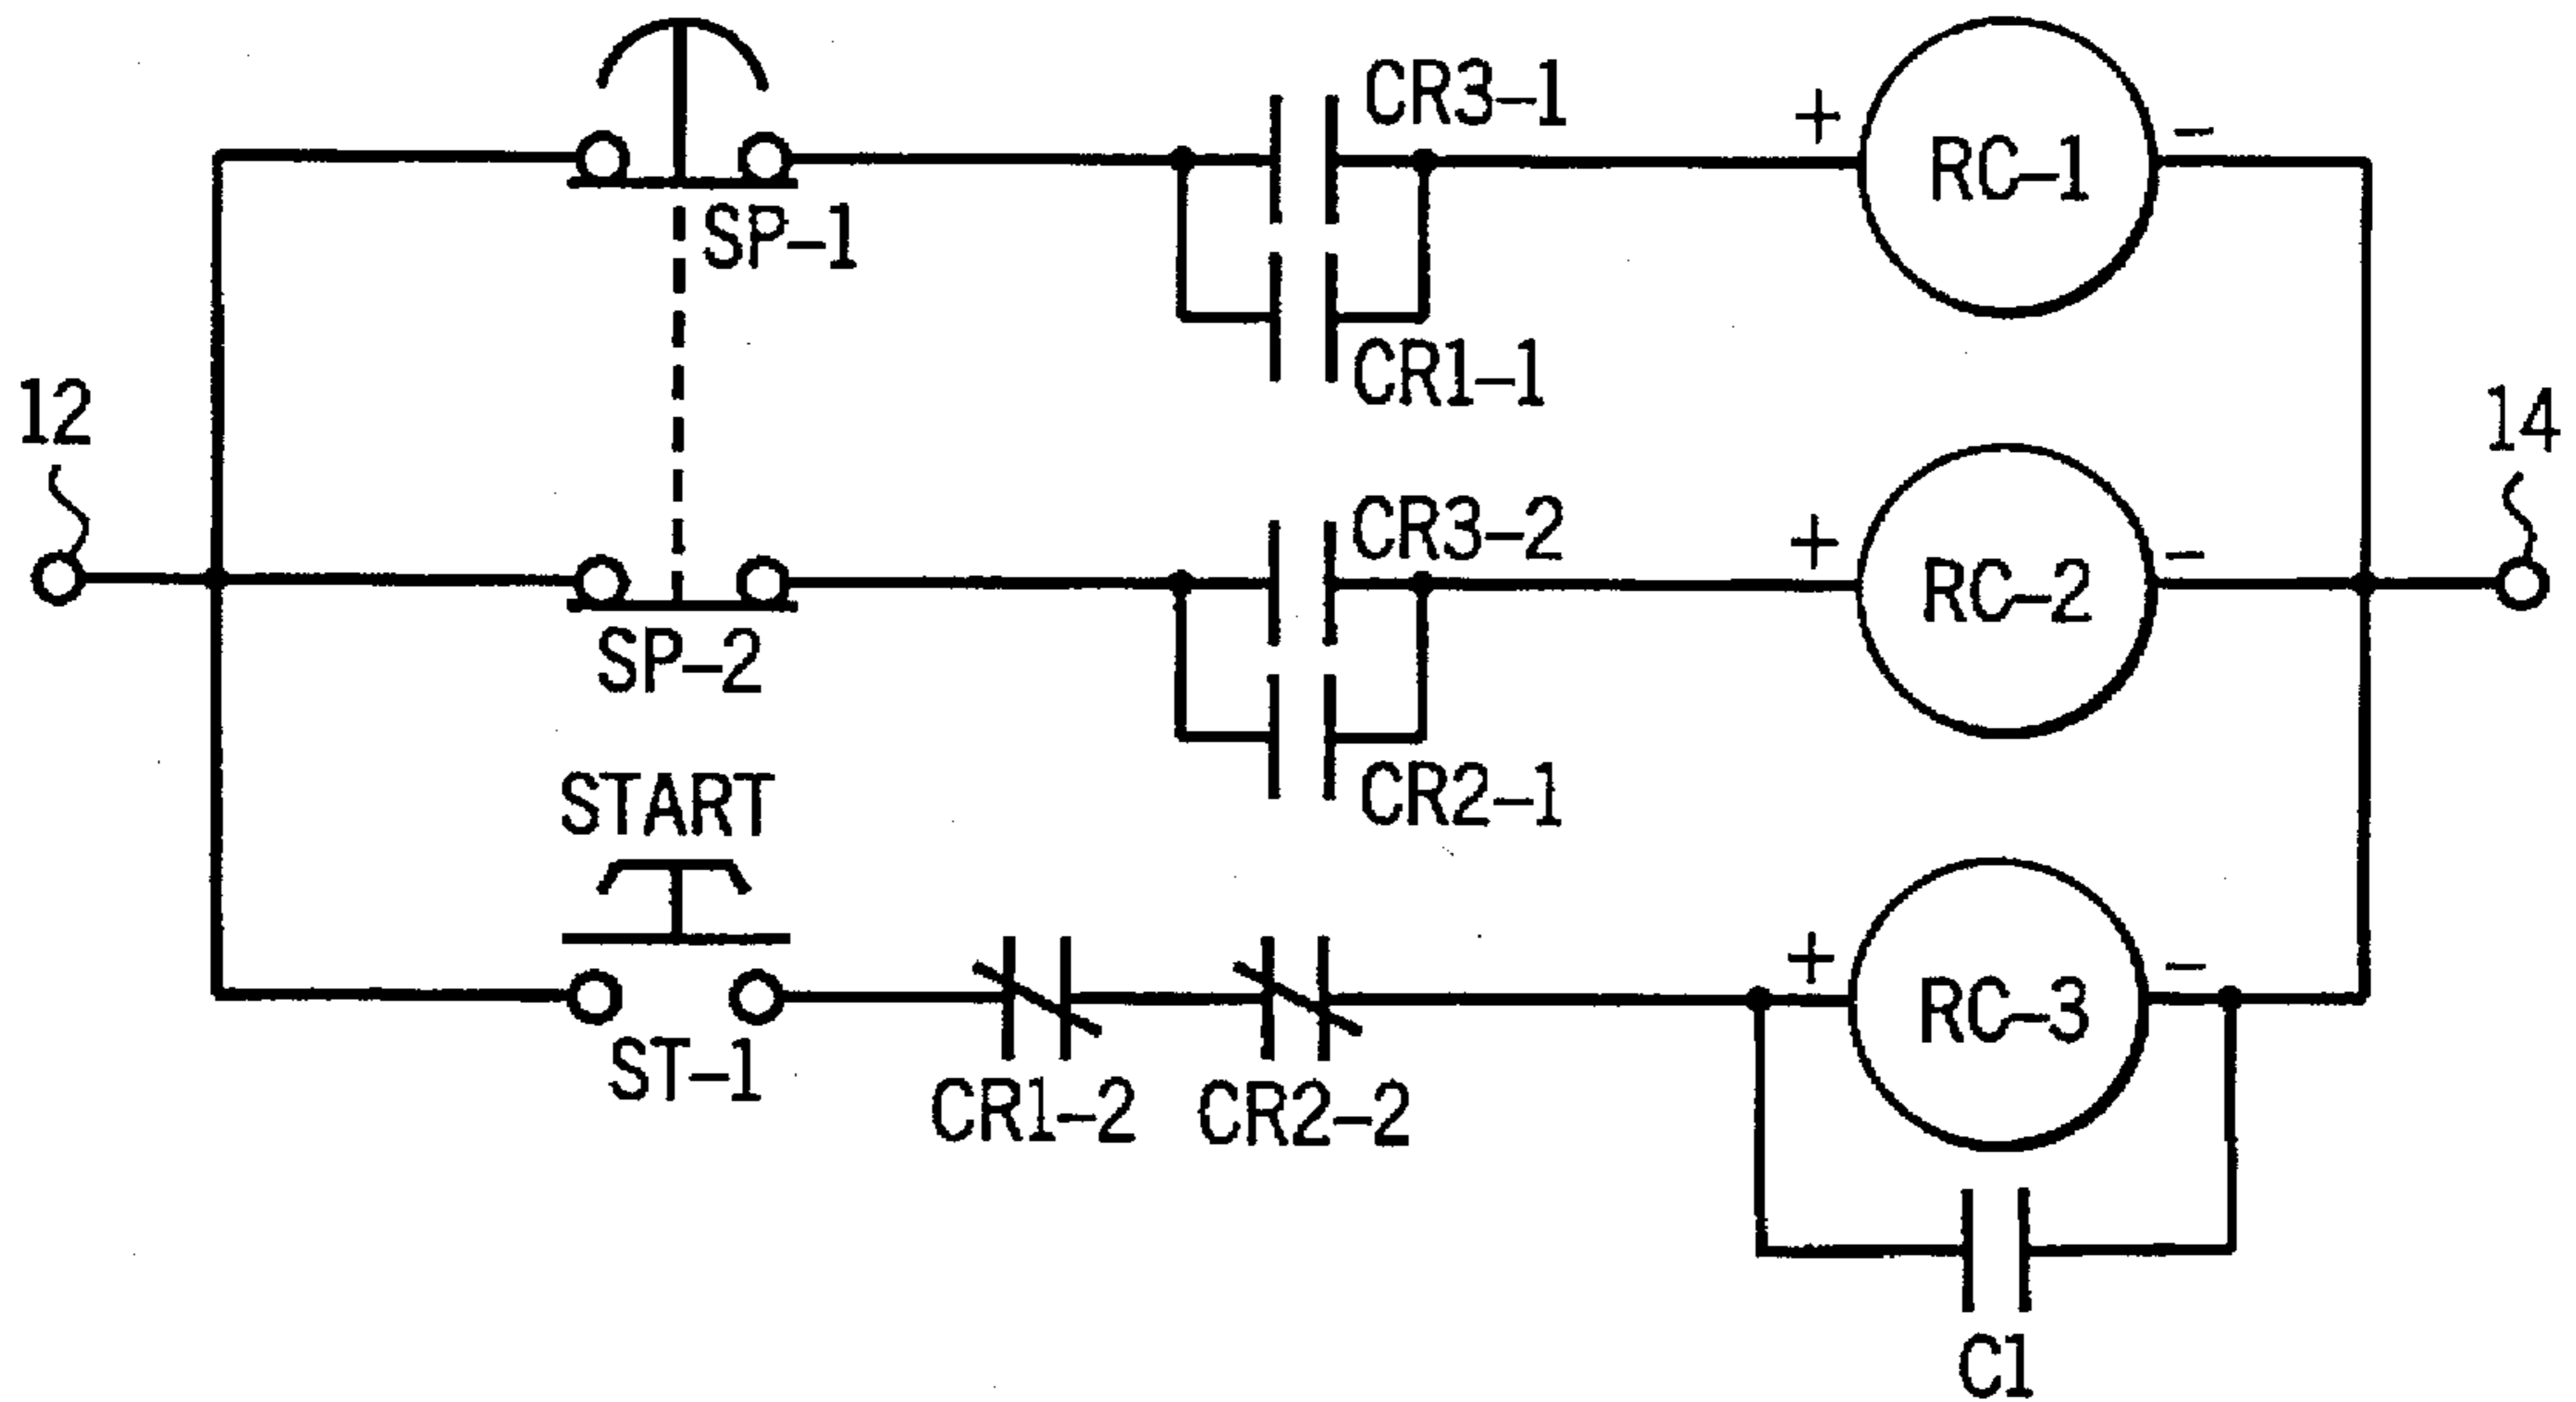 CR3-1
+
-
RC-1
SP-1
12
CR1-1
14
CR3-2
+
-
RC-2
SP-2
CR2-1
START
+
-
RC-3
ST-1
CR1-2
CR2-2
C1